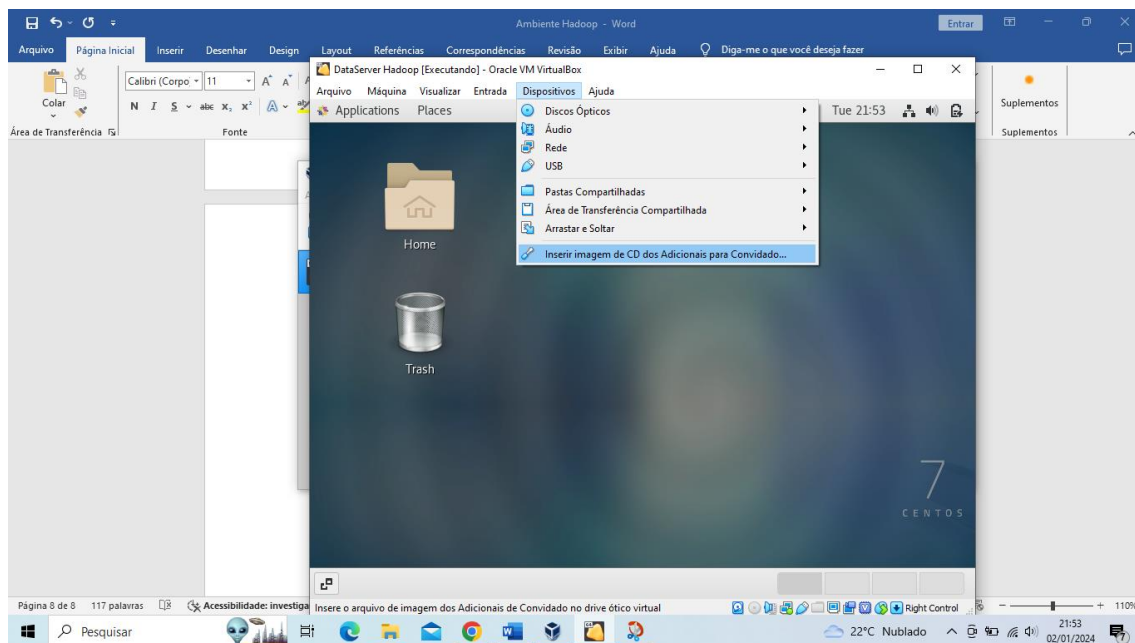 Ambiente Hadoop - Word
Entrar
Arquivo Página Inicial Inserir Desenhar Design Layout Referências Correspondências Revisão Exibir Ajuda Diga-me o que você deseja fazer
Colar
Calibri (Corpo 11
N I S abc x₂ x² A
Área de Transferência
Fonte
Suplementos
Suplementos
DataServer Hadoop [Executando] - Oracle VM VirtualBox
Arquivo Máquina Visualizar Entrada Dispositivos Ajuda
Applications Places
Tue 21:53
Discos Ópticos
Áudio
Rede
USB
Pastas Compartilhadas
Área de Transferência Compartilhada
Arrastar e Soltar
Inserir imagem de CD dos Adicionais para Convidado...
Home
Trash
7
CENTOS
Insere o arquivo de imagem dos Adicionais de Convidado no drive ótico virtual
Right Control
Página 8 de 8 117 palavras Acessibilidade: investiga
110%
Pesquisar
22°C Nublado
21:53
02/01/2024